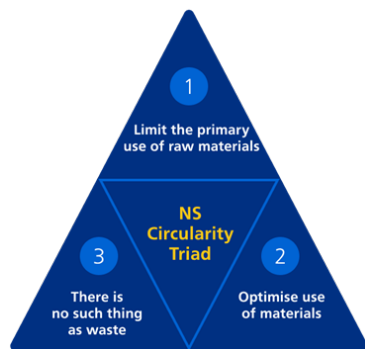 1
Limit the primary
use of raw materials
NS
Circularity
Triad
3
There is
no such thing
as waste
2
Optimise use
of materials